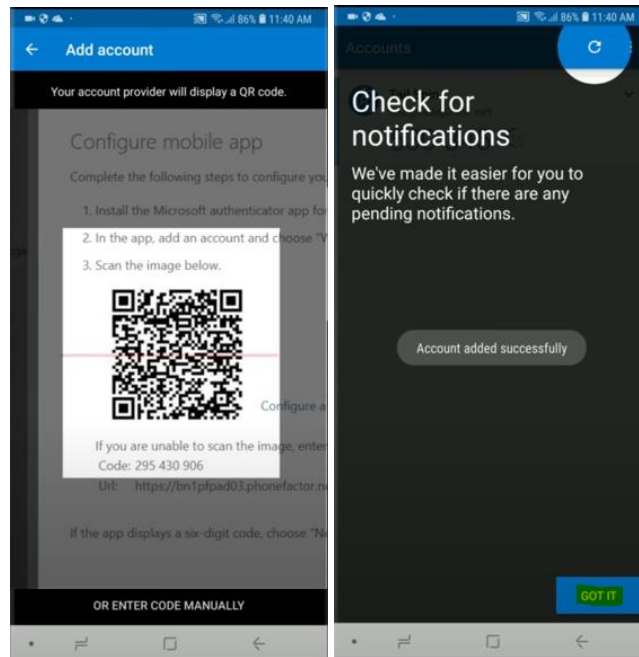 86% 11:40 AM
Add account
Your account provider will display a QR code.
Configure mobile app
Complete the following steps to configure you
1. Install the Microsoft authenticator app for
2. In the app, add an account and choose "W
3. Scan the image below.
Configure a
If you are unable to scan the image, enter
Code: 295 430 906
Url: https://bn1pfpad03.phonefactor.ne
If the app displays a six-digit code, choose "Ne
OR ENTER CODE MANUALLY
86% 11:40 AM
Accounts
Check for
notifications
We've made it easier for you to
quickly check if there are any
pending notifications.
Account added successfully
GOT IT